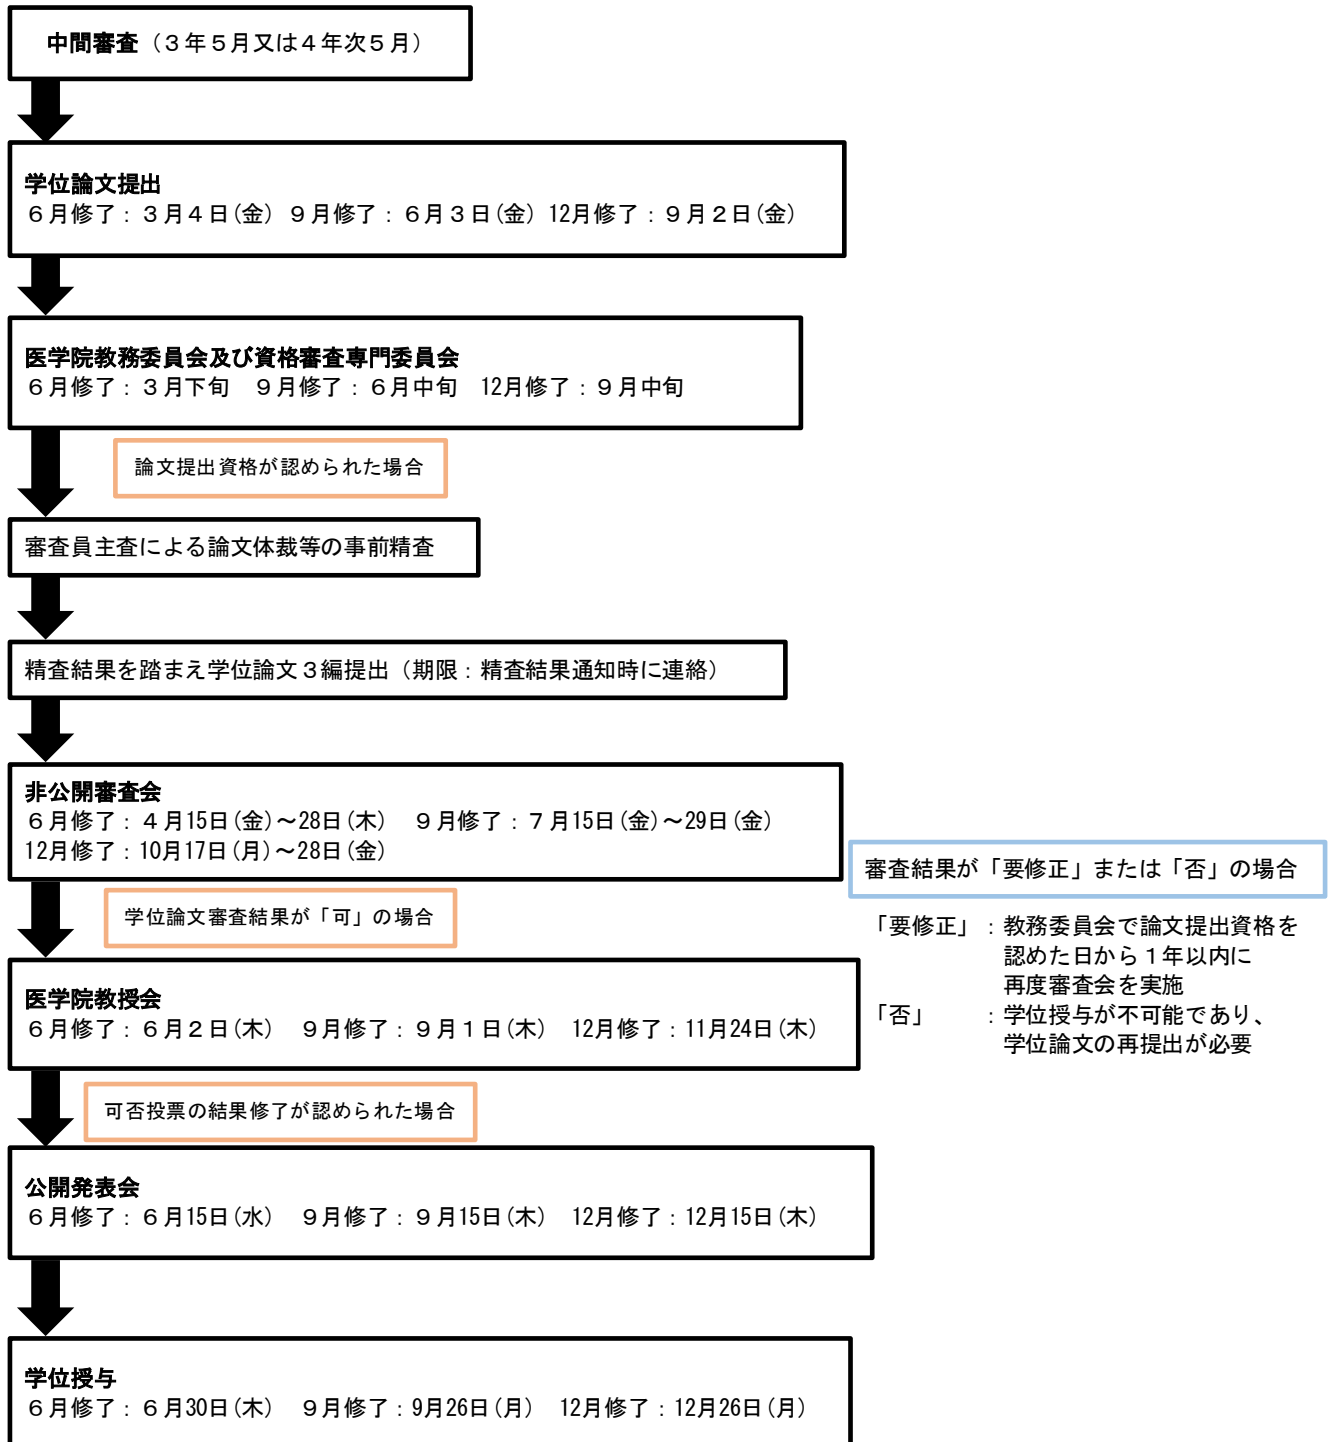 中間審査（３年５月又は４年次５月）
学位論文提出
６月修了：３月４日(金) ９月修了：６月３日(金) 12月修了：９月２日(金)
医学院教務委員会及び資格審査専門委員会
６月修了：３月下旬　９月修了：６月中旬　12月修了：９月中旬
論文提出資格が認められた場合
審査員主査による論文体裁等の事前精査
精査結果を踏まえ学位論文３編提出（期限：精査結果通知時に連絡）
非公開審査会
６月修了：４月15日(金)～28日(木)　９月修了：７月15日(金)～29日(金)
12月修了：10月17日(月)～28日(金)
審査結果が「要修正」または「否」の場合
学位論文審査結果が「可」の場合
「要修正」：教務委員会で論文提出資格を
認めた日から１年以内に
再度審査会を実施
「否」　　：学位授与が不可能であり、
学位論文の再提出が必要
医学院教授会
６月修了：６月２日(木)　９月修了：９月１日(木)　12月修了：11月24日(木)
可否投票の結果修了が認められた場合
公開発表会
６月修了：６月15日(水)　９月修了：９月15日(木)　12月修了：12月15日(木)
学位授与
６月修了：６月30日(木)　９月修了：9月26日(月)　12月修了：12月26日(月)